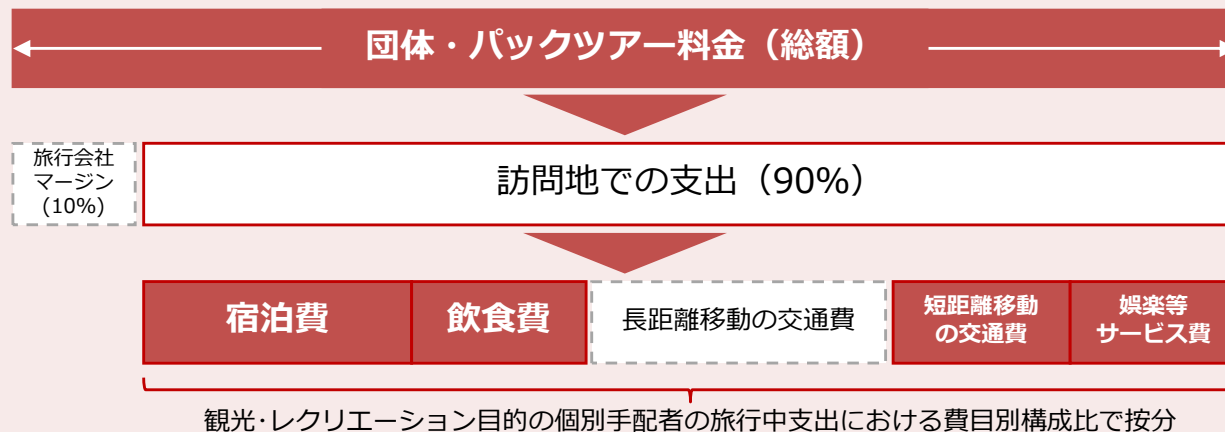 団体・パックツアー料金（総額）
旅行会社
マージン
(10%)
訪問地での支出（90%）
宿泊費
飲食費
長距離移動の交通費
短距離移動
の交通費
娯楽等
サービス費
観光･レクリエーション目的の個別手配者の旅行中支出における費目別構成比で按分